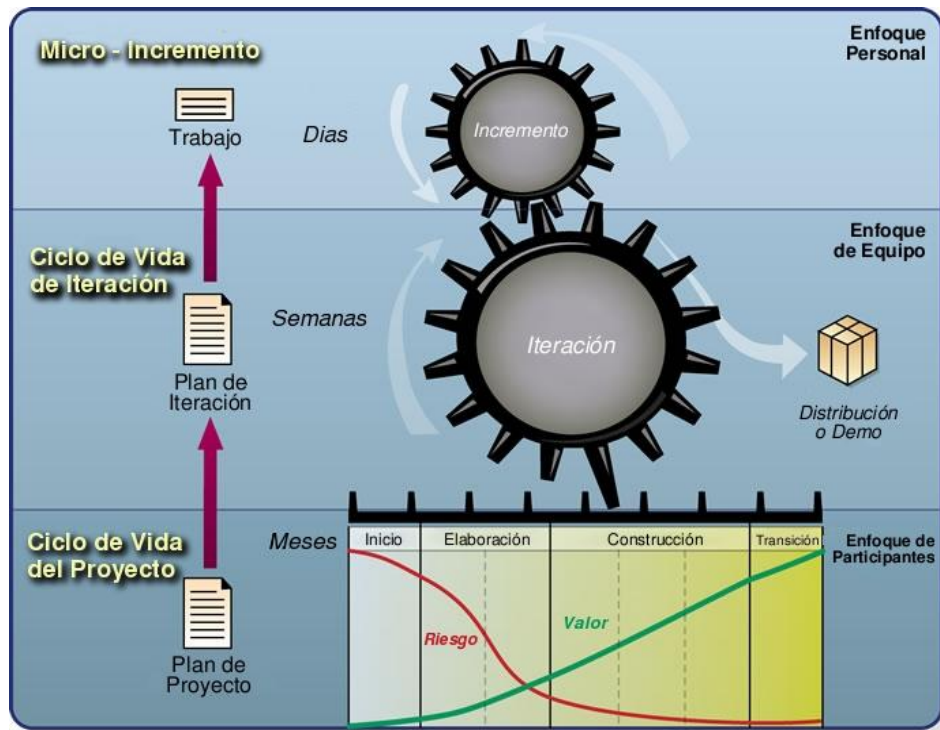 Micro - Incremento
Enfoque
Personal
Trabajo
Dias
Incremento
Ciclo de Vida
de Iteración
Enfoque
de Equipo
Semanas
Iteración
Plan de
Iteración
Distribución
o Demo
Ciclo de Vida
del Proyecto
Meses
Inicio
Elaboración
Construcción
Transición
Enfoque de
Participantes
Riesgo
Valor
Plan de
Proyecto